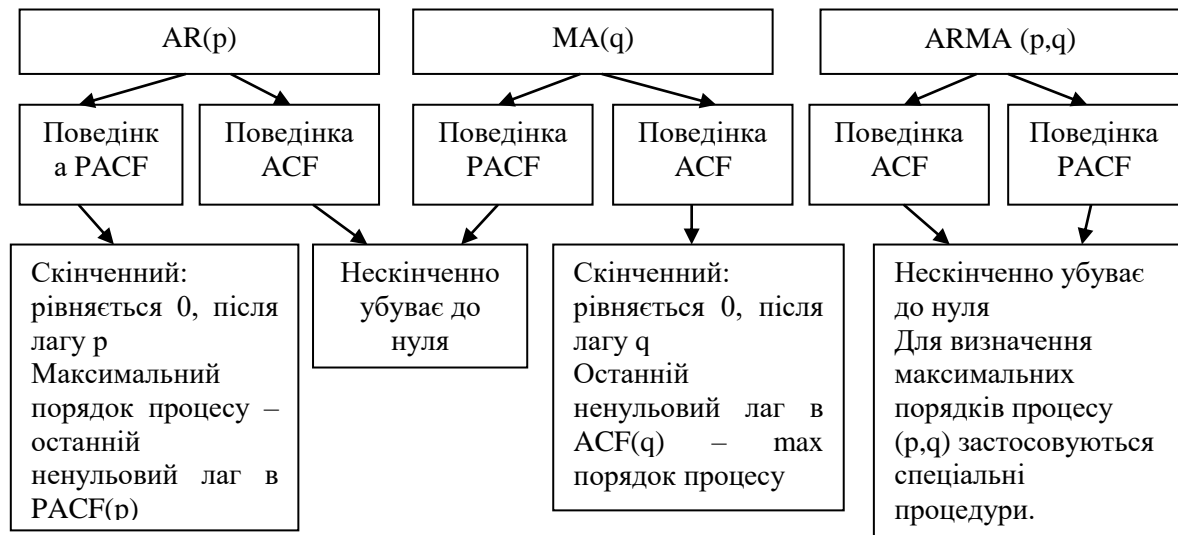 AR(p)
MA(q)
ARMA (p,q)
Поведінк
а PACF
Поведінка
ACF
Поведінка
PACF
Поведінка
ACF
Поведінка
ACF
Поведінка
PACF
Скінченний:
рівняється 0, після
лагу p
Максимальний
порядок процесу –
останній
ненульовий лаг в
PACF(p)
Нескінченно
убуває до
нуля
Скінченний:
рівняється 0, після
лагу q
Останній
ненульовий лаг в
ACF(q) – max
порядок процесу
Нескінченно убуває
до нуля
Для визначення
максимальних
порядків процесу
(p,q) застосовуються
спеціальні
процедури.